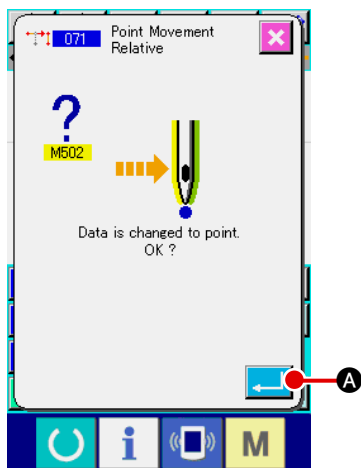 071 Point Movement
Relative
?
M502
Data is changed to point.
OK ?
A
i
M